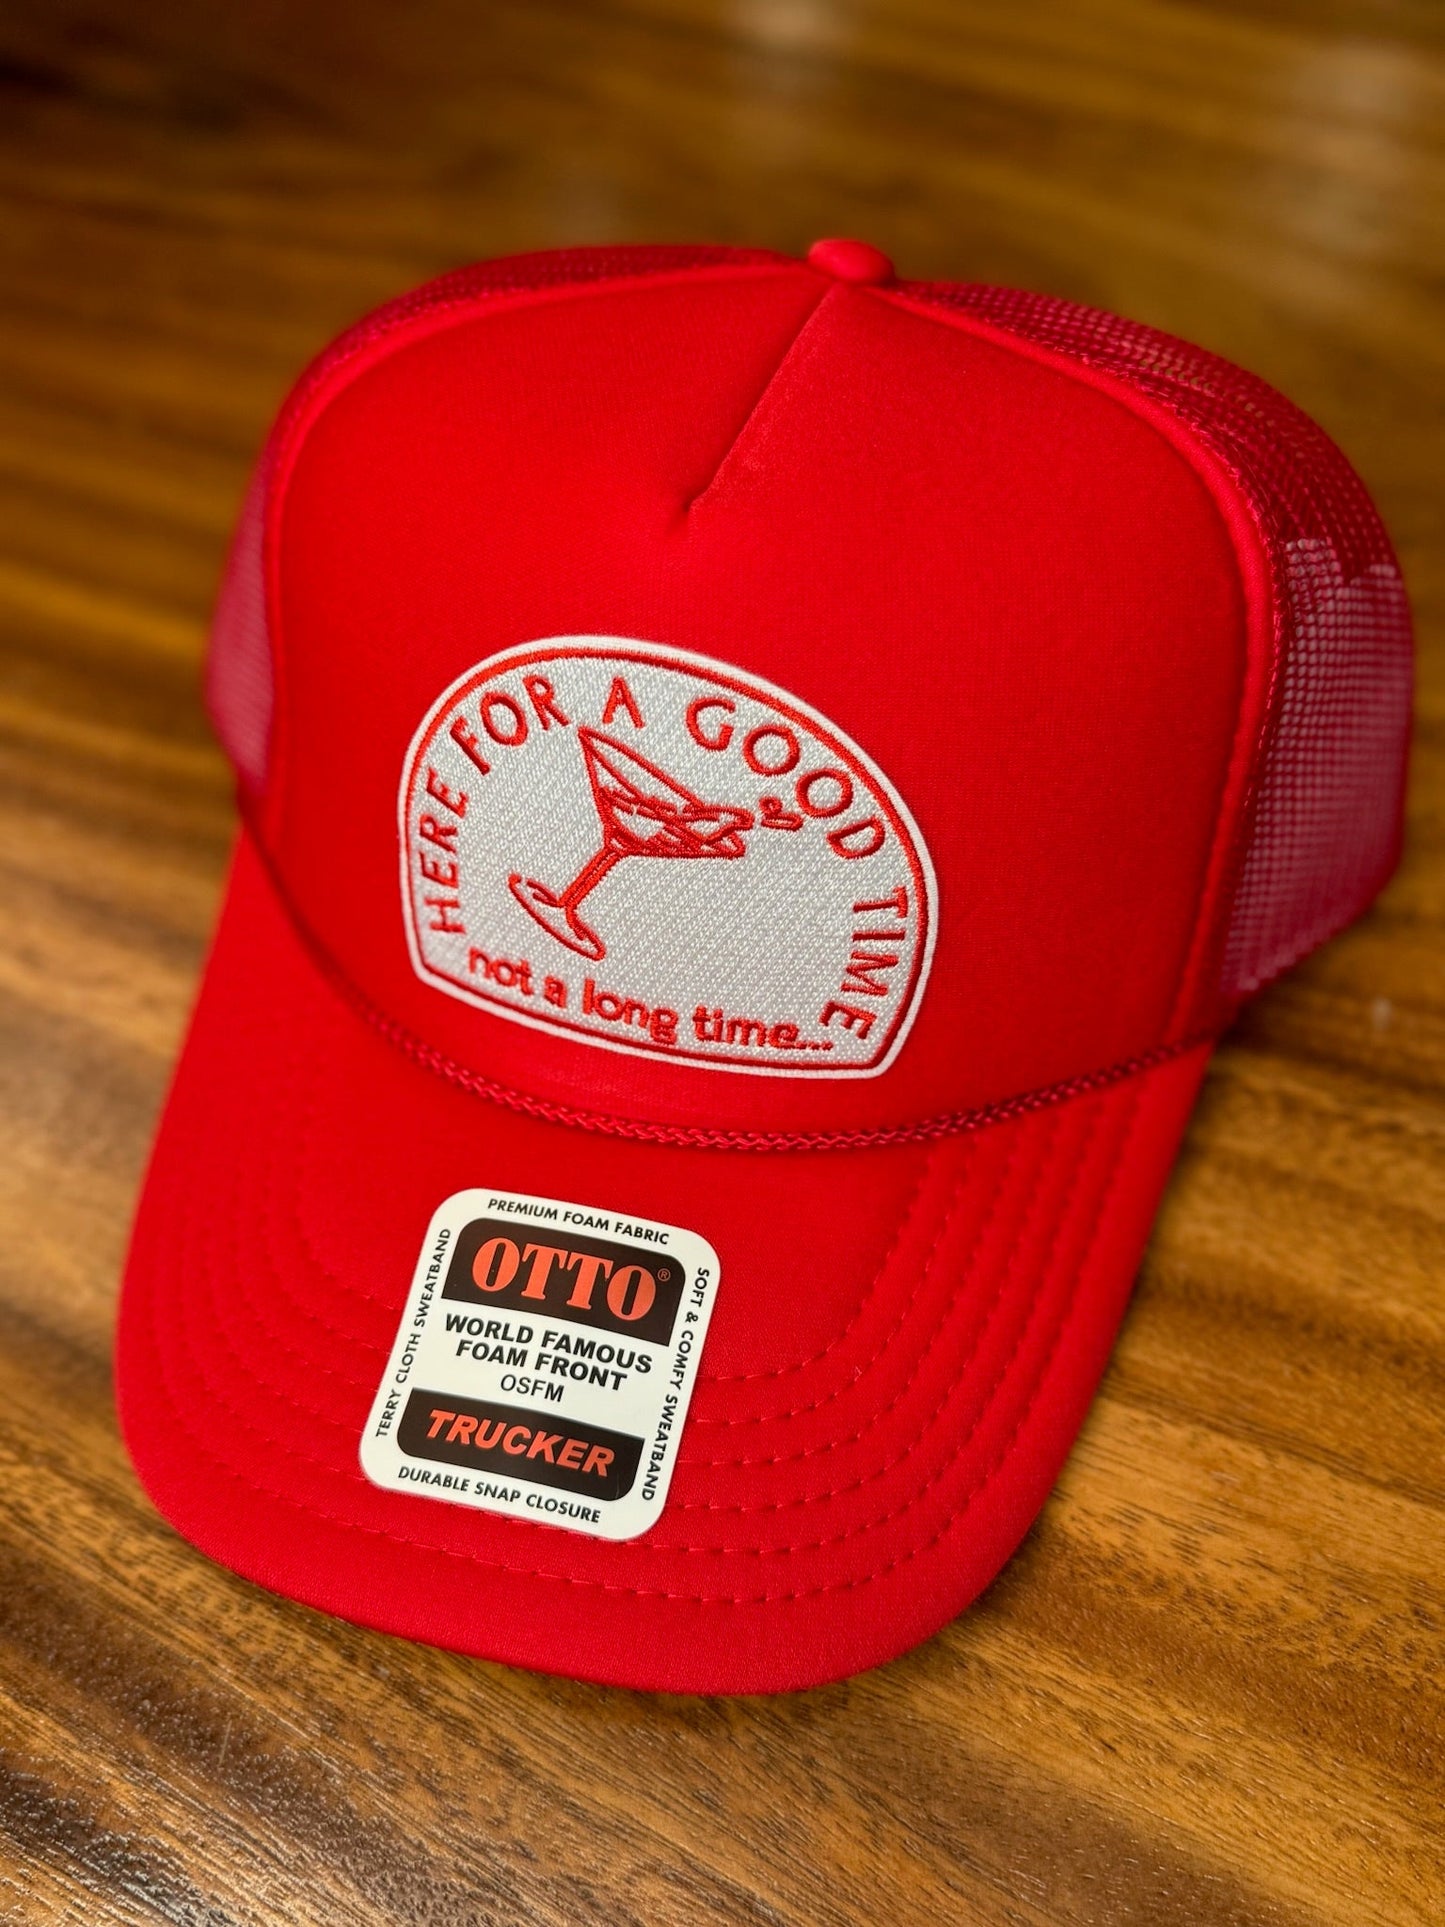 HERE FOR A GOOD TIME
not a long time...
PREMIUM FOAM FABRIC
OTTO®
WORLD FAMOUS
FOAM FRONT
OSFM
TRUCKER
DURABLE SNAP CLOSURE
TERRY CLOTH SWEATBAND
SOFT & COMFY SWEATBAND